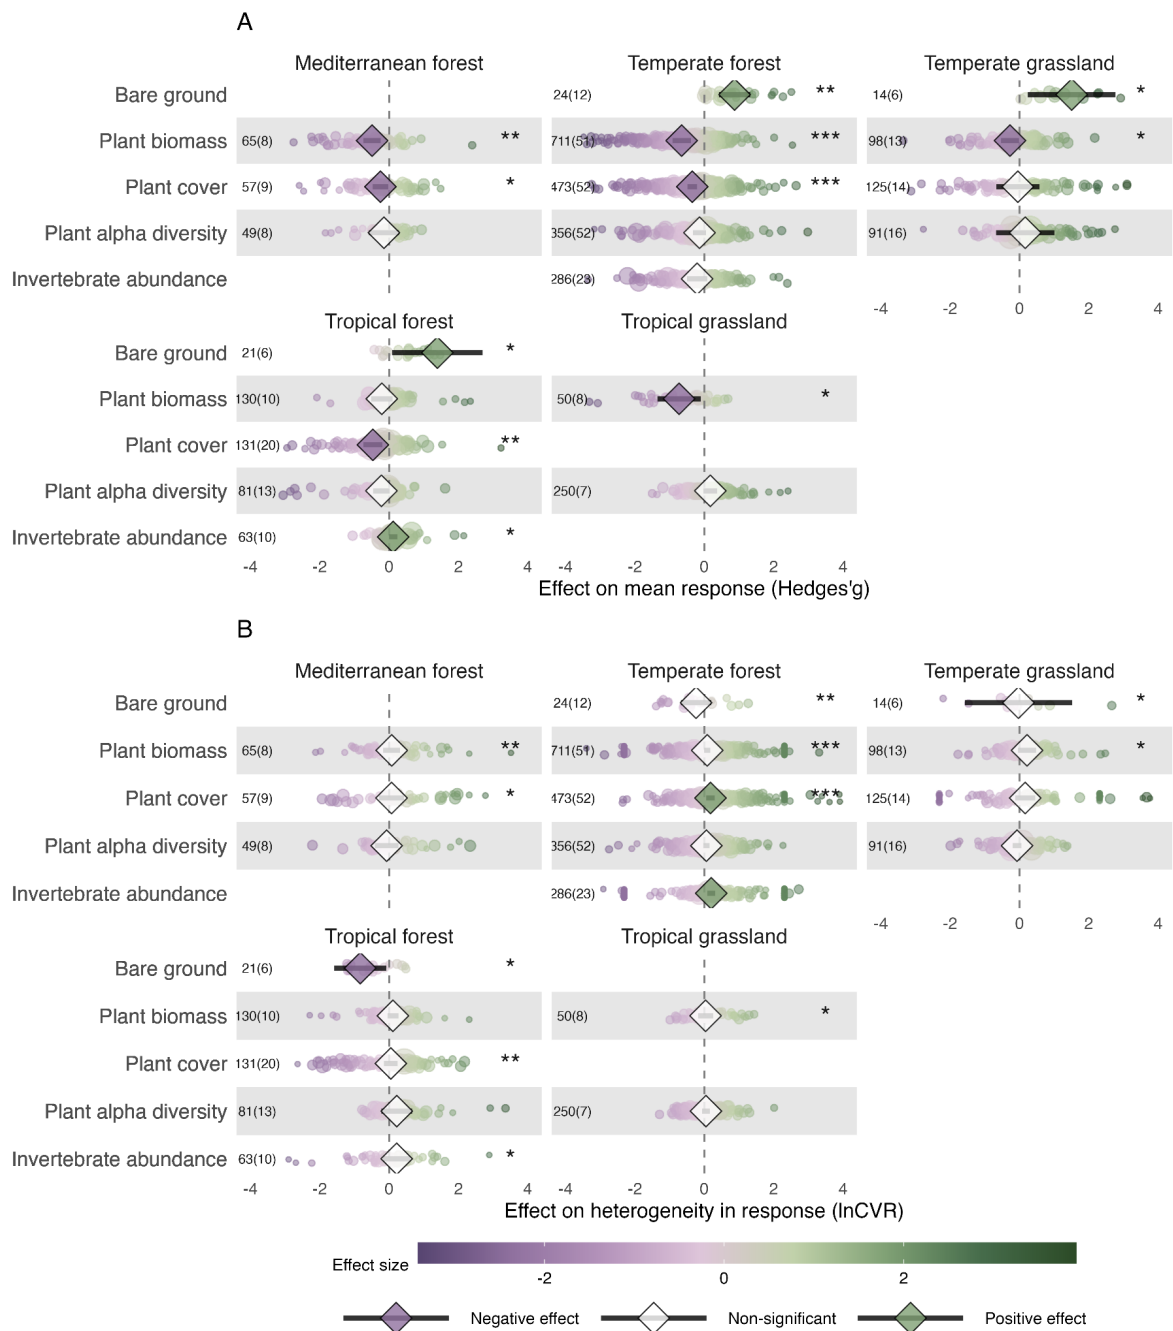 A
Mediterranean forest Temperate forest Temperate grassland
Bare ground 24(12) ** 14(6) *
Plant biomass 65(8) ** 711(51) *** 98(13) *
Plant cover 57(9) * 473(52) *** 125(14)
Plant alpha diversity 49(8) 356(52) 91(16)
Invertebrate abundance 286(23)
-4 -2 0 2 4
Tropical forest Tropical grassland
Bare ground 21(6) *
Plant biomass 130(10) 50(8) *
Plant cover 131(20) **
Plant alpha diversity 81(13) 250(7)
Invertebrate abundance 63(10) *
-4 -2 0 2 4 -4 -2 0 2 4
Effect on mean response (Hedges'g)
B
Mediterranean forest Temperate forest Temperate grassland
Bare ground 24(12) ** 14(6) *
Plant biomass 65(8) ** 711(51) *** 98(13) *
Plant cover 57(9) * 473(52) *** 125(14)
Plant alpha diversity 49(8) 356(52) 91(16)
Invertebrate abundance 286(23)
-4 -2 0 2 4
Tropical forest Tropical grassland
Bare ground 21(6) *
Plant biomass 130(10) 50(8) *
Plant cover 131(20) **
Plant alpha diversity 81(13) 250(7)
Invertebrate abundance 63(10) *
-4 -2 0 2 4 -4 -2 0 2 4
Effect on heterogeneity in response (lnCVR)
Effect size
-2 0 2
Negative effect Non-significant Positive effect